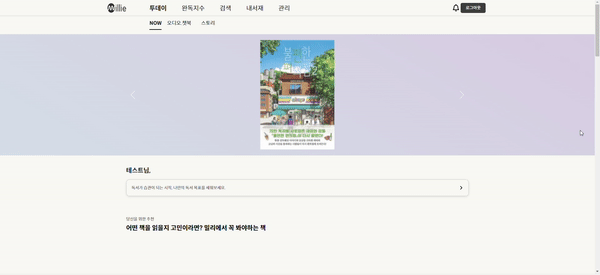 Millie
투데이 완독지수 검색 내서재 관리
로그아웃
NOW 오디오 챗북 스토리
불편한 편의점
테스트님,
독서가 습관이 되는 시작, 나만의 독서 목표를 세워보세요.
당신을 위한 추천
어떤 책을 읽을지 고민이라면? 밀리에서 꼭 봐야하는 책